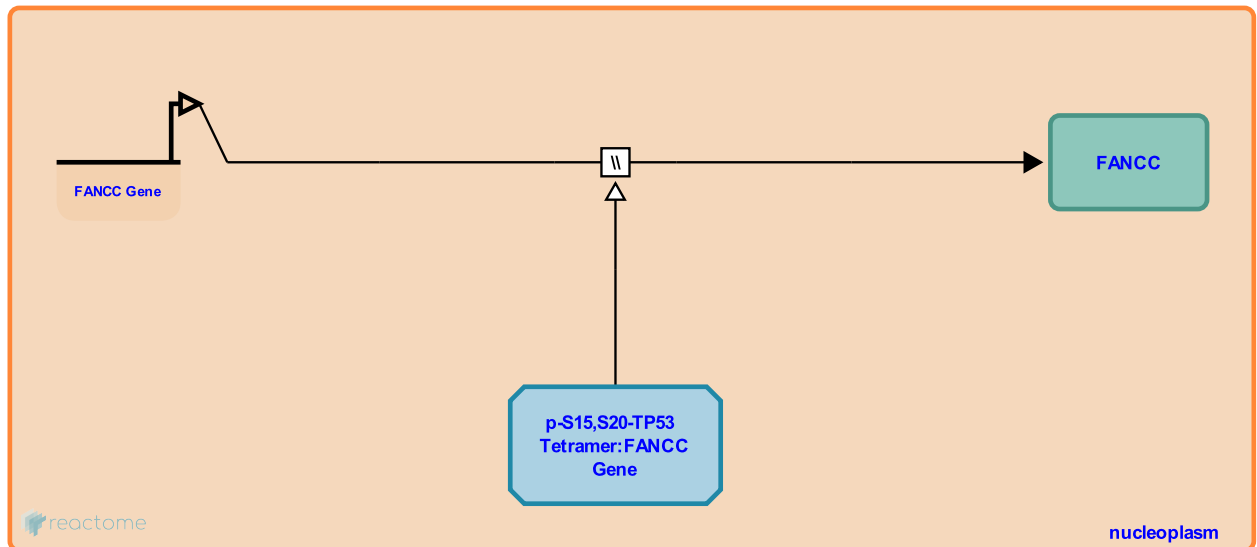 FANCC Gene
\\
FANCC
p-S15,S20-TP53
Tetramer:FANCC
Gene
reactome
nucleoplasm